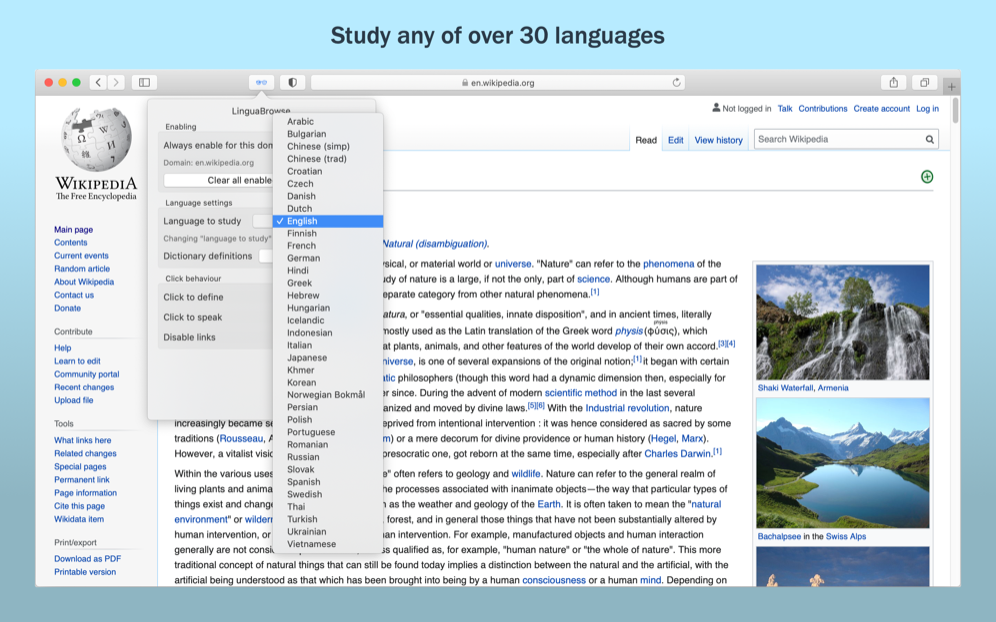 Study any of over 30 languages
en.wikipedia.org
Not logged in Talk Contributions Create account Log in
Read Edit View history
Search Wikipedia
WIKIPEDIA
The Free Encyclopedia
Main page
Contents
Current events
Random article
About Wikipedia
Contact us
Donate
Contribute
Help
Learn to edit
Community portal
Recent changes
Upload file
Tools
What links here
Related changes
Special pages
Permanent link
Page information
Cite this page
Wikidata item
Print/export
Download as PDF
Printable version
LinguaBrowse
Enabling
Always enable for this
Domain: en.wikipedia.org
Clear all
Language settings
Language to study
Changing "language to study"
Dictionary definitions
Click behaviour
Click to define
Click to speak
Disable links
Arabic
Bulgarian
Chinese (simp)
Chinese (trad)
Croatian
Czech
Danish
Dutch
✓ English
Finnish
French
German
Hindi
Greek
Hebrew
Hungarian
Icelandic
Indonesian
Italian
Japanese
Khmer
Korean
Norwegian Bokmål
Persian
Polish
Portuguese
Romanian
Russian
Slovak
Spanish
Swedish
Thai
Turkish
Ukrainian
Vietnamese
Natural (disambiguation).
or material world or universe. "Nature" can refer to the phenomena of the
of nature is a large, if not the only, part of science. Although humans are part of
category from other natural phenomena.[1]
or "essential qualities, innate disposition", and in ancient times, literally
mostly used as the Latin translation of the Greek word physis (φύσις), which
plants, animals, and other features of the world develop of their own accord.[3][4]
is one of several expansions of the original notion;[1] it began with certain
philosophers (though this word had a dynamic dimension then, especially for
since. During the advent of modern scientific method in the last several
and moved by divine laws.[5][6] With the Industrial revolution, nature
increasingly became from intentional intervention : it was hence considered as sacred by some
traditions (Rousseau, or a mere decorum for divine providence or human history (Hegel, Marx).
However, a vitalist presocratic one, got reborn at the same time, especially after Charles Darwin.[1]
Within the various often refers to geology and wildlife. Nature can refer to the general realm of
living plants and processes associated with inanimate objects—the way that particular types of
things exist and as the weather and geology of the Earth. It is often taken to mean the "natural
environment" or forest, and in general those things that have not been substantially altered by
human intervention, or intervention. For example, manufactured objects and human interaction
generally are not qualified as, for example, "human nature" or "the whole of nature". This more
traditional concept of natural things that can still be found today implies a distinction between the natural and the artificial, with the
artificial being understood as that which has been brought into being by a human consciousness or a human mind. Depending on
Shaki Waterfall, Armenia
Bachalpsee in the Swiss Alps